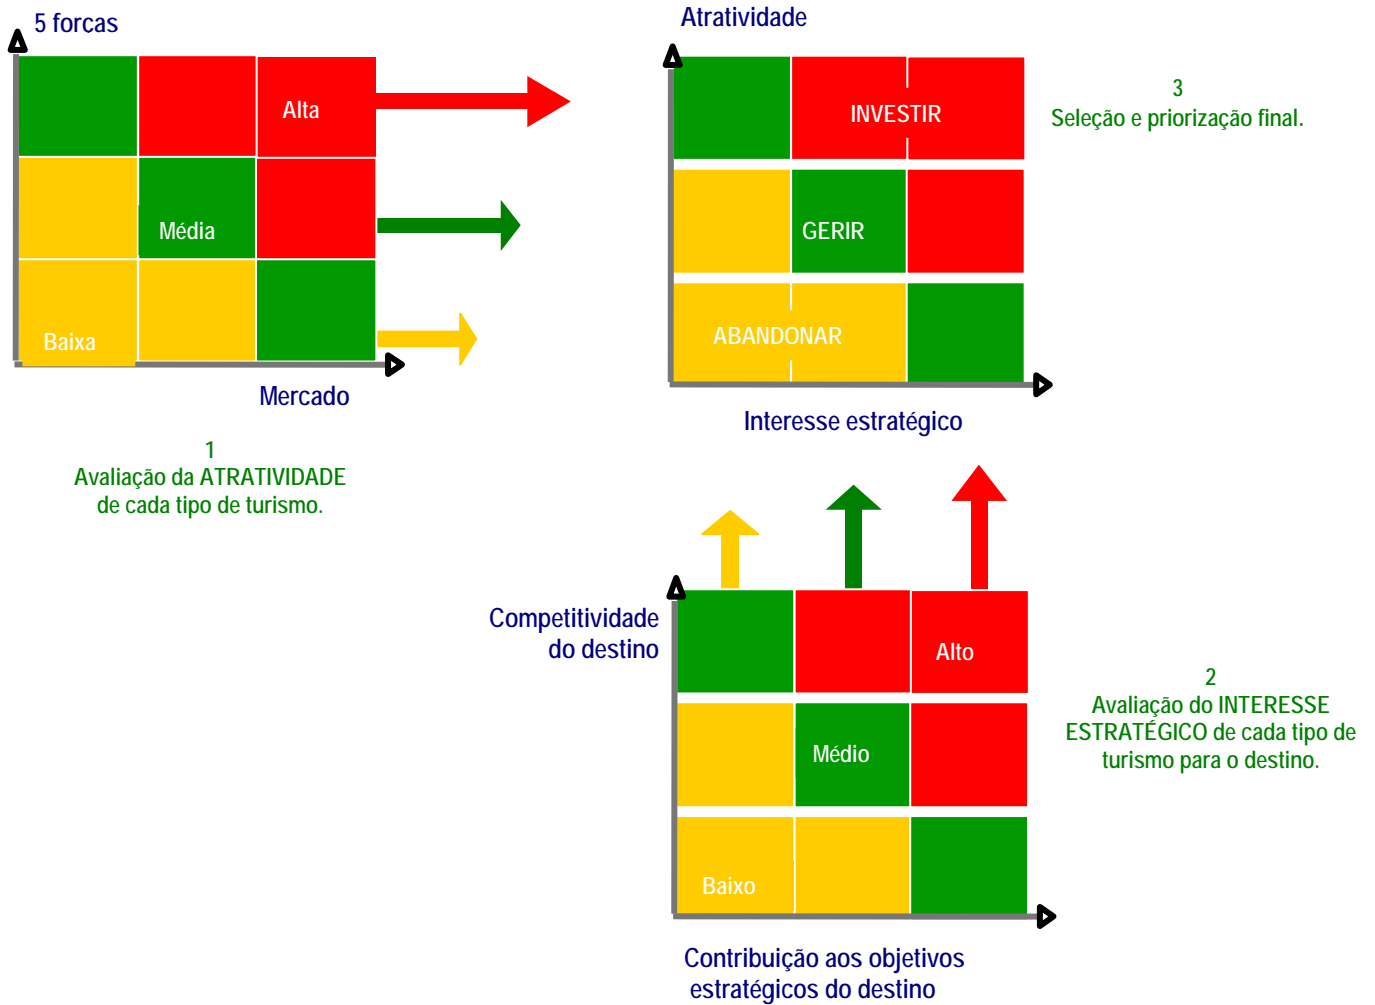 5 forcas
Alta
Média
Baixa
Mercado
1
Avaliação da ATRATIVIDADE
de cada tipo de turismo.
Atratividade
INVESTIR
GERIR
ABANDONAR
Interesse estratégico
3
Seleção e priorização final.
Competitividade
do destino
Alto
Médio
Baixo
Contribuição aos objetivos
estratégicos do destino
2
Avaliação do INTERESSE
ESTRATÉGICO de cada tipo de
turismo para o destino.